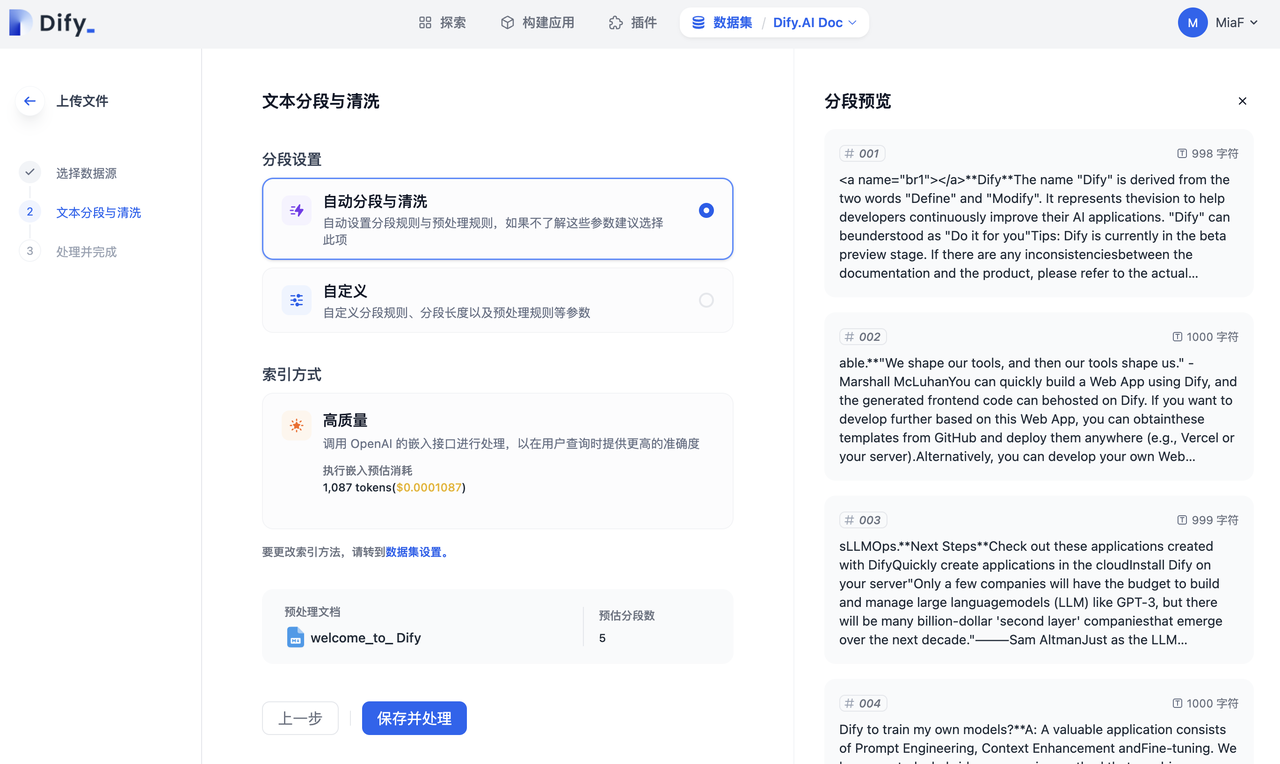 Dify_
探索
构建应用
插件
数据集 / Dify.AI Doc
M
MiaF
上传文件
选择数据源
2 文本分段与清洗
3 处理并完成
文本分段与清洗
分段设置
自动分段与清洗
自动设置分段规则与预处理规则，如果不了解这些参数建议选择
此项
自定义
自定义分段规则、分段长度以及预处理规则等参数
索引方式
高质量
调用 OpenAI 的嵌入接口进行处理，以在用户查询时提供更高的准确度
执行嵌入预估消耗
1,087 tokens($0.0001087)
要更改索引方法，请转到数据集设置。
预处理文档
welcome_to_ Dify
预估分段数
5
上一步
保存并处理
分段预览
# 001
998 字符
<a name="br1"></a>**Dify**The name "Dify" is derived from the
two words "Define" and "Modify". It represents thevision to help
developers continuously improve their AI applications. "Dify" can
beunderstood as "Do it for you"Tips: Dify is currently in the beta
preview stage. If there are any inconsistenciesbetween the
documentation and the product, please refer to the actual...
# 002
1000 字符
able.**"We shape our tools, and then our tools shape us." -
Marshall McLuhanYou can quickly build a Web App using Dify, and
the generated frontend code can behosted on Dify. If you want to
develop further based on this Web App, you can obtainthese
templates from GitHub and deploy them anywhere (e.g., Vercel or
your server).Alternatively, you can develop your own Web...
# 003
999 字符
sLLMOps.**Next Steps**Check out these applications created
with DifyQuickly create applications in the cloudInstall Dify on
your server"Only a few companies will have the budget to build
and manage large languagemodels (LLM) like GPT-3, but there
will be many billion-dollar 'second layer' companiesthat emerge
over the next decade."———Sam AltmanJust as the LLM...
# 004
1000 字符
Dify to train my own models?**A: A valuable application consists
of Prompt Engineering, Context Enhancement andFine-tuning. We